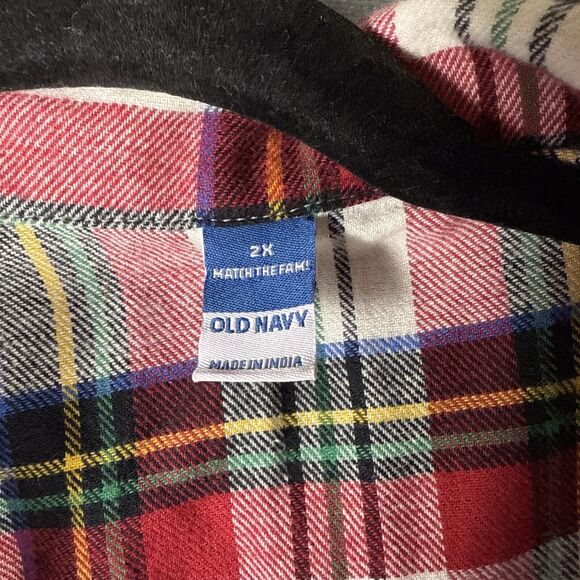 2X
MATCH THE FAM!
OLD NAVY
MADE IN INDIA